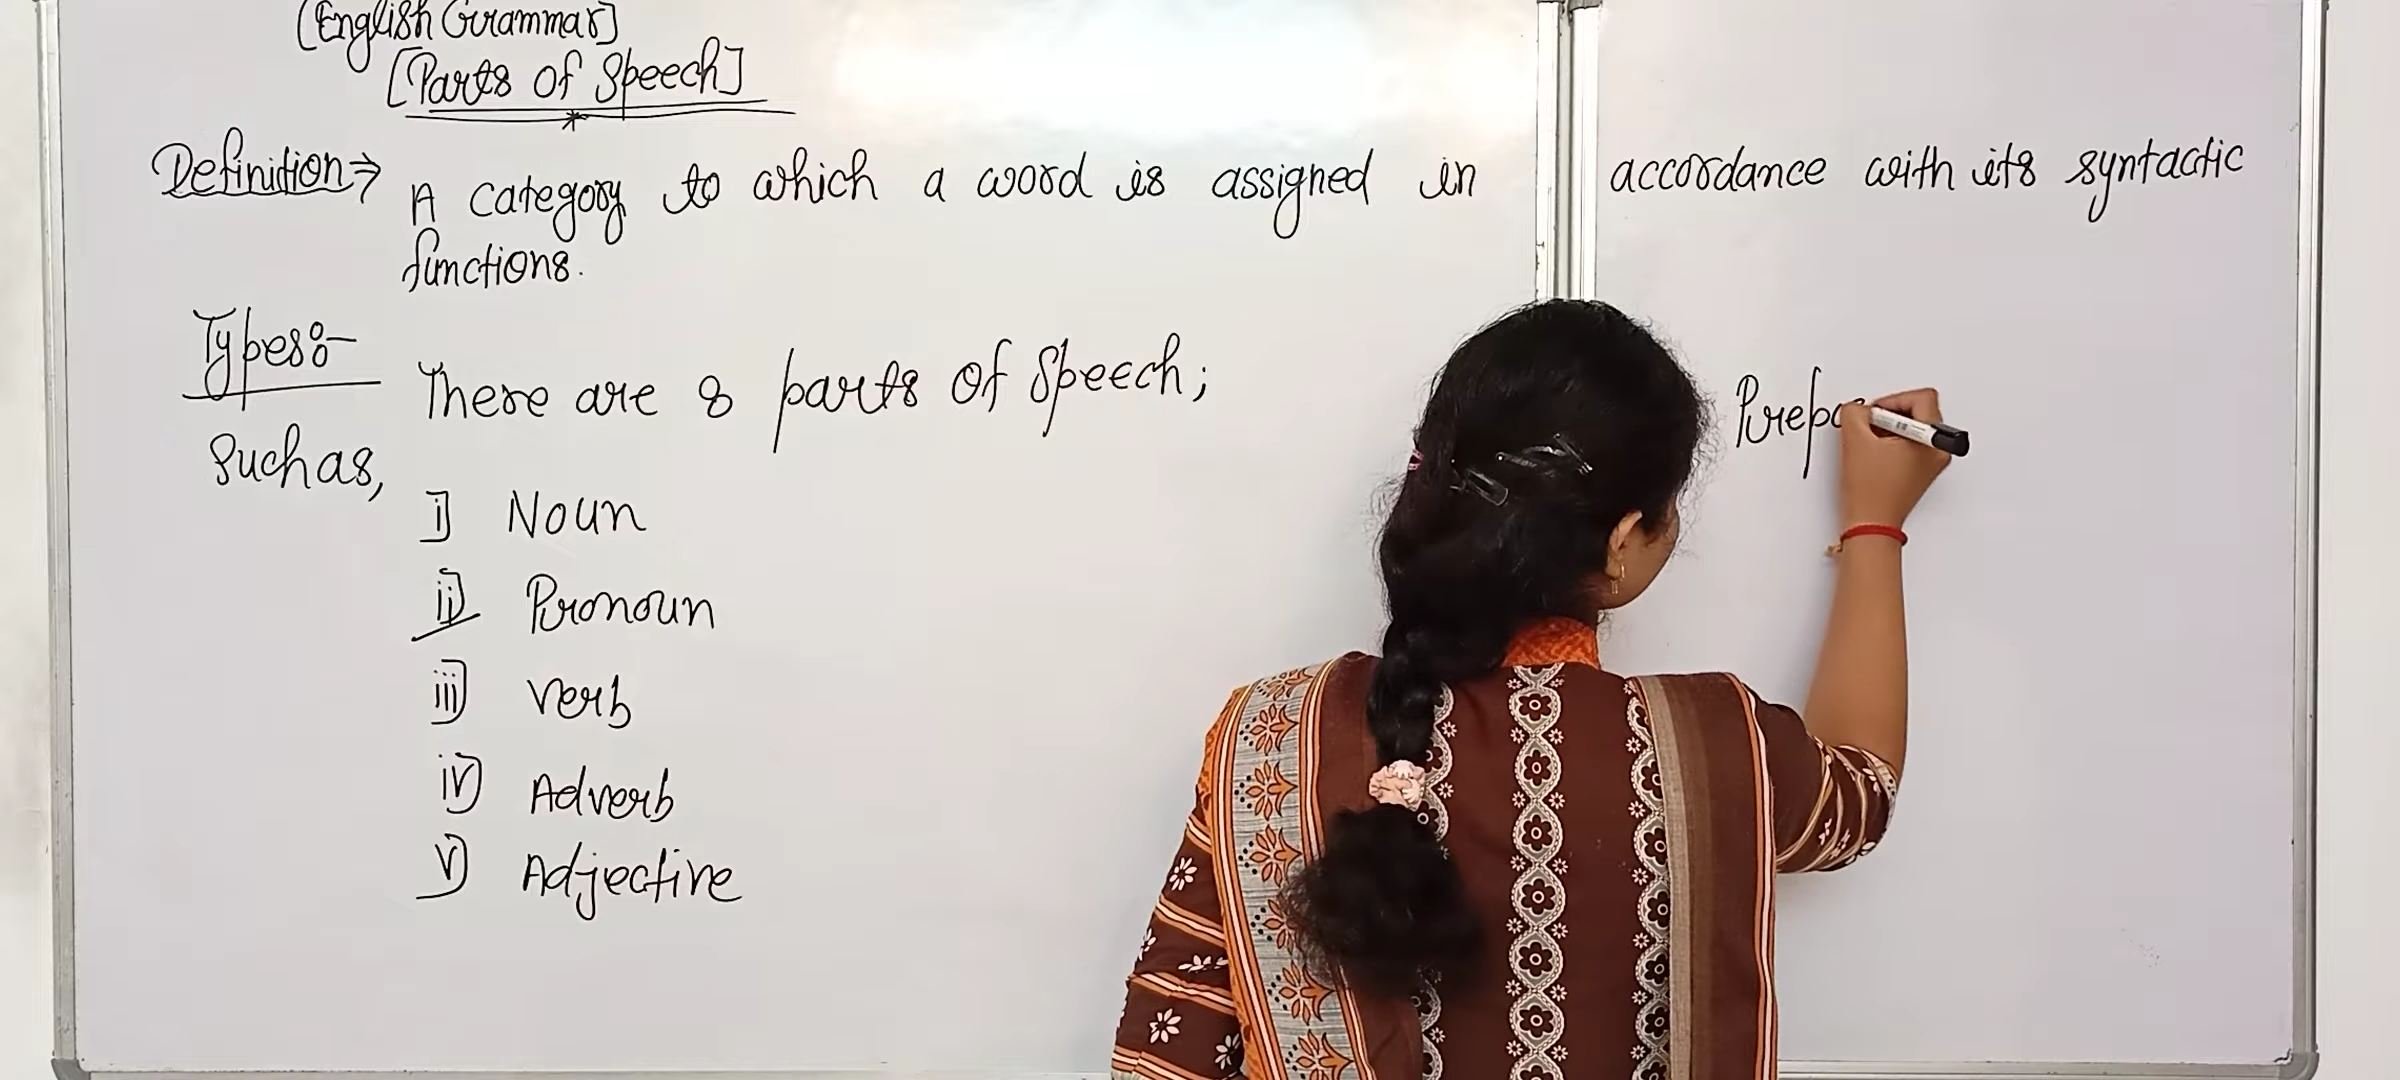 [English Grammar]
[Parts of Speech]
Definition→ A category to which a word is assigned in accordance with its syntactic
functions.
Types:- There are 8 parts of Speech;
Such as,
i) Noun
ii) Pronoun
iii) Verb
iv) Adverb
v) Adjective